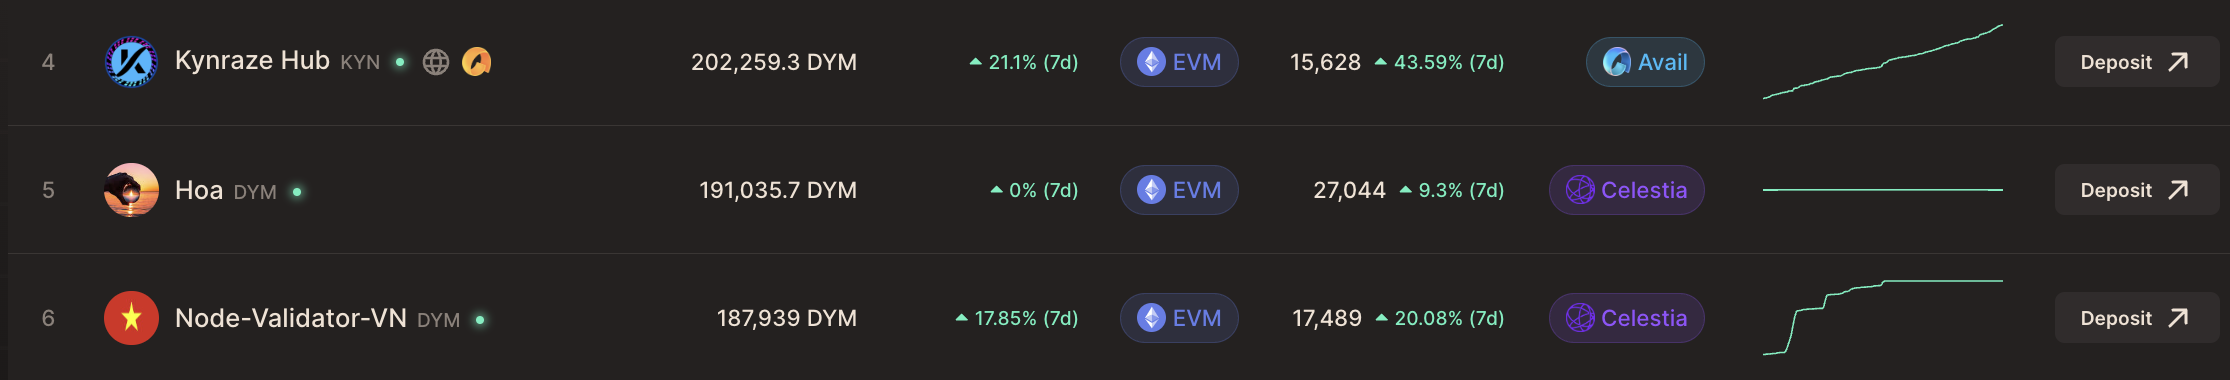 4 Kynraze Hub KYN 202,259.3 DYM 21.1% (7d) EVM 15,628 43.59% (7d) Avail Deposit
5 Hoa DYM 191,035.7 DYM 0% (7d) EVM 27,044 9.3% (7d) Celestia Deposit
6 Node-Validator-VN DYM 187,939 DYM 17.85% (7d) EVM 17,489 20.08% (7d) Celestia Deposit